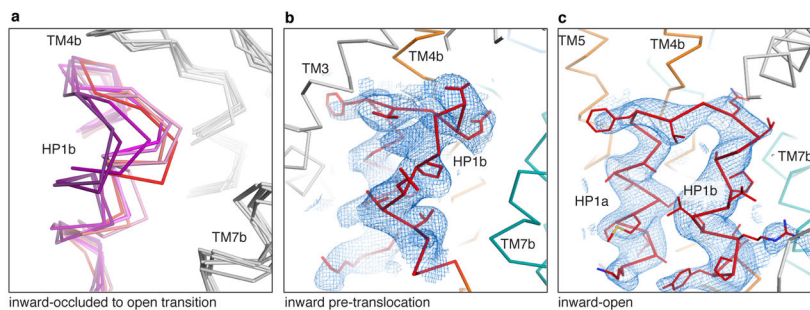 a
TM4b
HP1b
TM7b
inward-occluded to open transition
b
TM4b
TM3
HP1b
TM7b
inward pre-translocation
c
TM5
TM4b
TM7b
HP1b
HP1a
inward-open